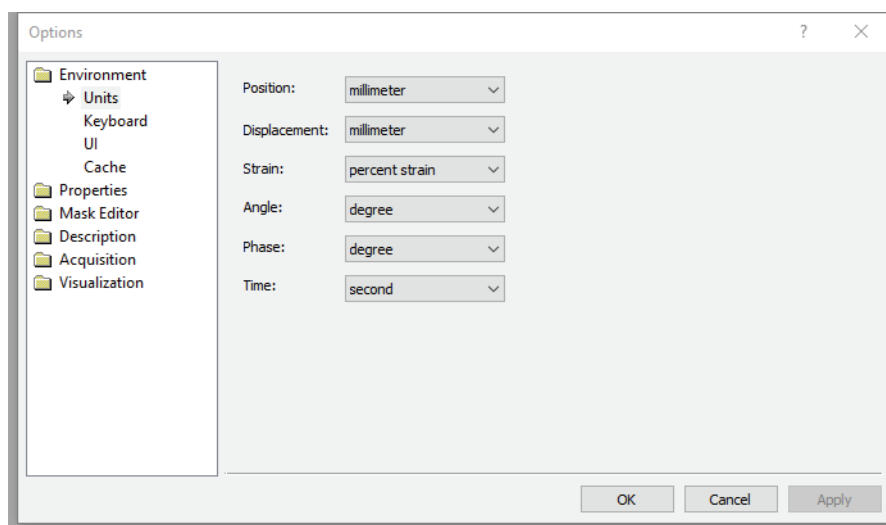 Options
?
Environment
Units
Keyboard
UI
Cache
Properties
Mask Editor
Description
Acquisition
Visualization
Position: millimeter
Displacement: millimeter
Strain: percent strain
Angle: degree
Phase: degree
Time: second
OK Cancel Apply